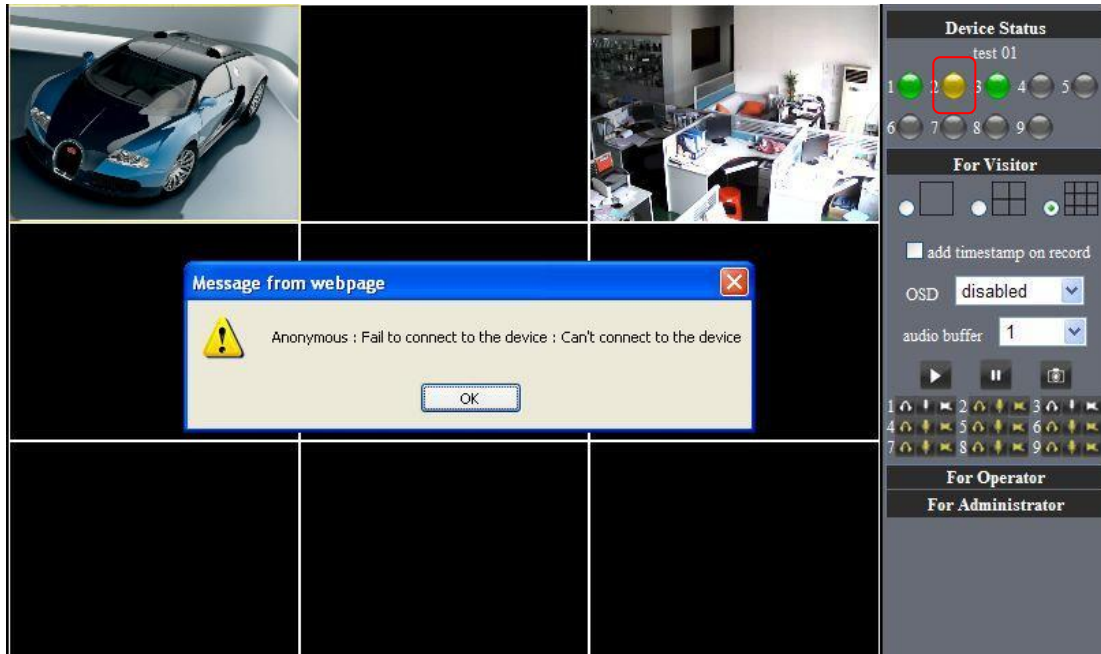 Device Status
test 01
1 2 3 4 5
6 7 8 9
For Visitor
add timestamp on record
OSD disabled
audio buffer 1
Message from webpage
Anonymous : Fail to connect to the device : Can't connect to the device
OK
1 2 3
4 5 6
7 8 9
For Operator
For Administrator